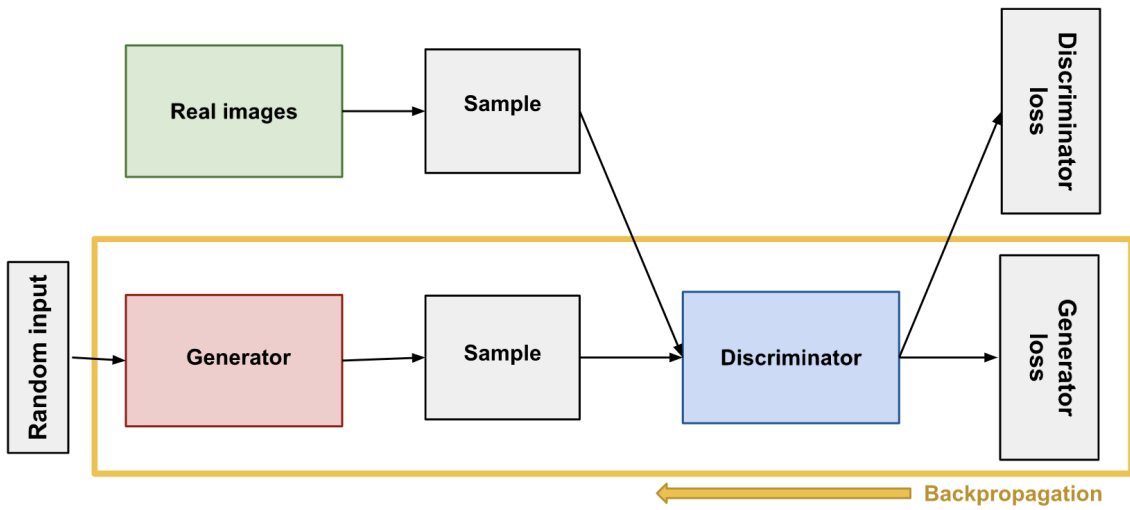 Real images
Sample
Discriminator
loss
Random input
Generator
Sample
Discriminator
Generator
loss
Backpropagation